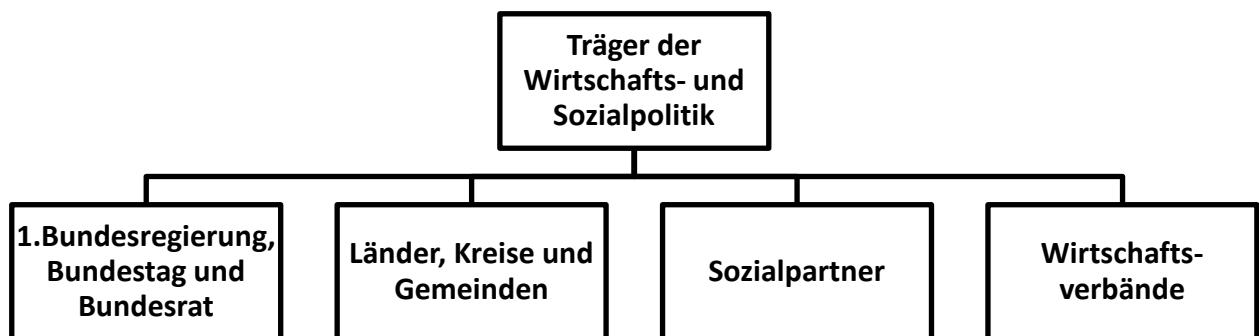 Träger der
Wirtschafts- und
Sozialpolitik
1.Bundesregierung,
Bundestag und
Bundesrat
Länder, Kreise und
Gemeinden
Sozialpartner
Wirtschafts-
verbände